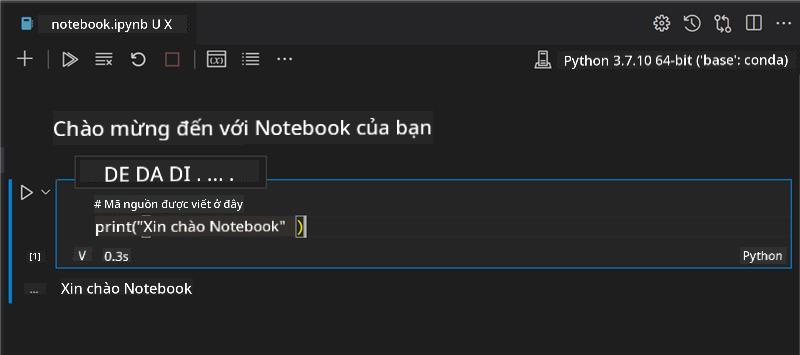 notebook.ipynb U X
Python 3.7.10 64-bit ('base': conda)
Chào mừng đến với Notebook của bạn
DE DA DI . ... .
# Mã nguồn được viết ở đây
print("Xin chào Notebook" )
[1] V 0.3s Python
... Xin chào Notebook